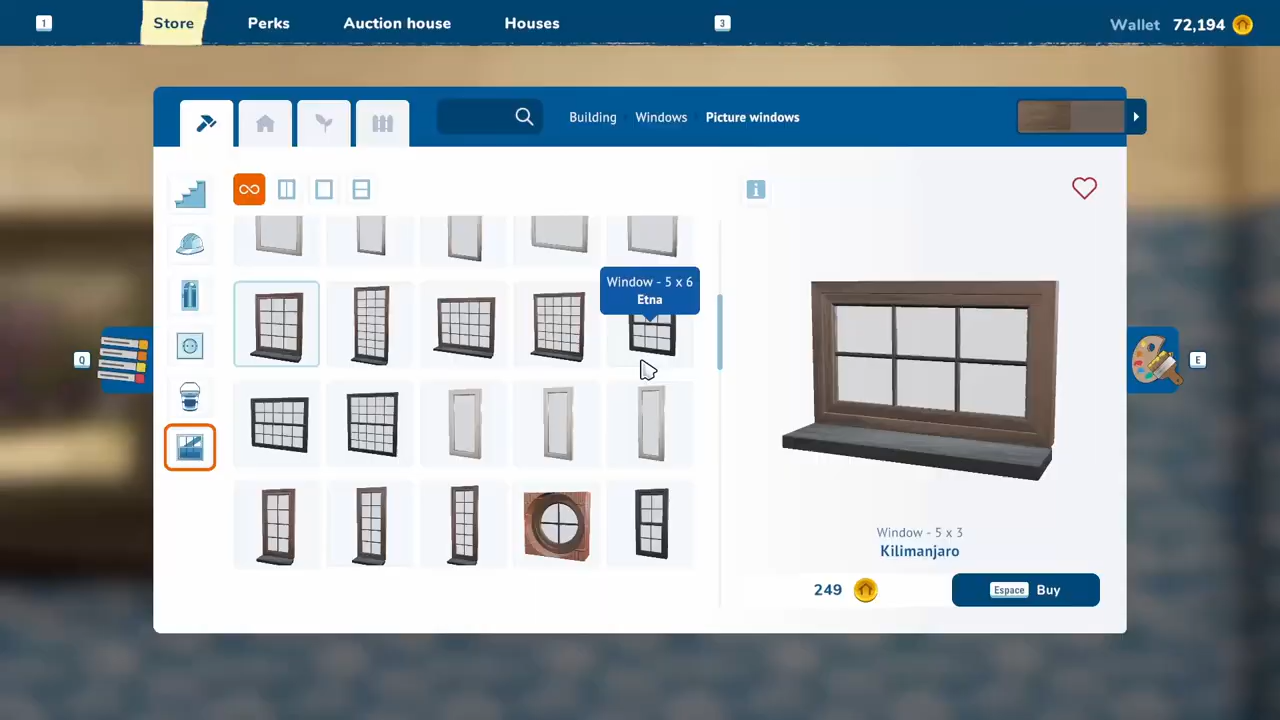 1
Store
Perks
Auction house
Houses
3
Wallet 72,194
Building Windows Picture windows
i
Window - 5 x 6
Etna
Q
E
Window - 5 x 3
Kilimanjaro
249
Espace Buy